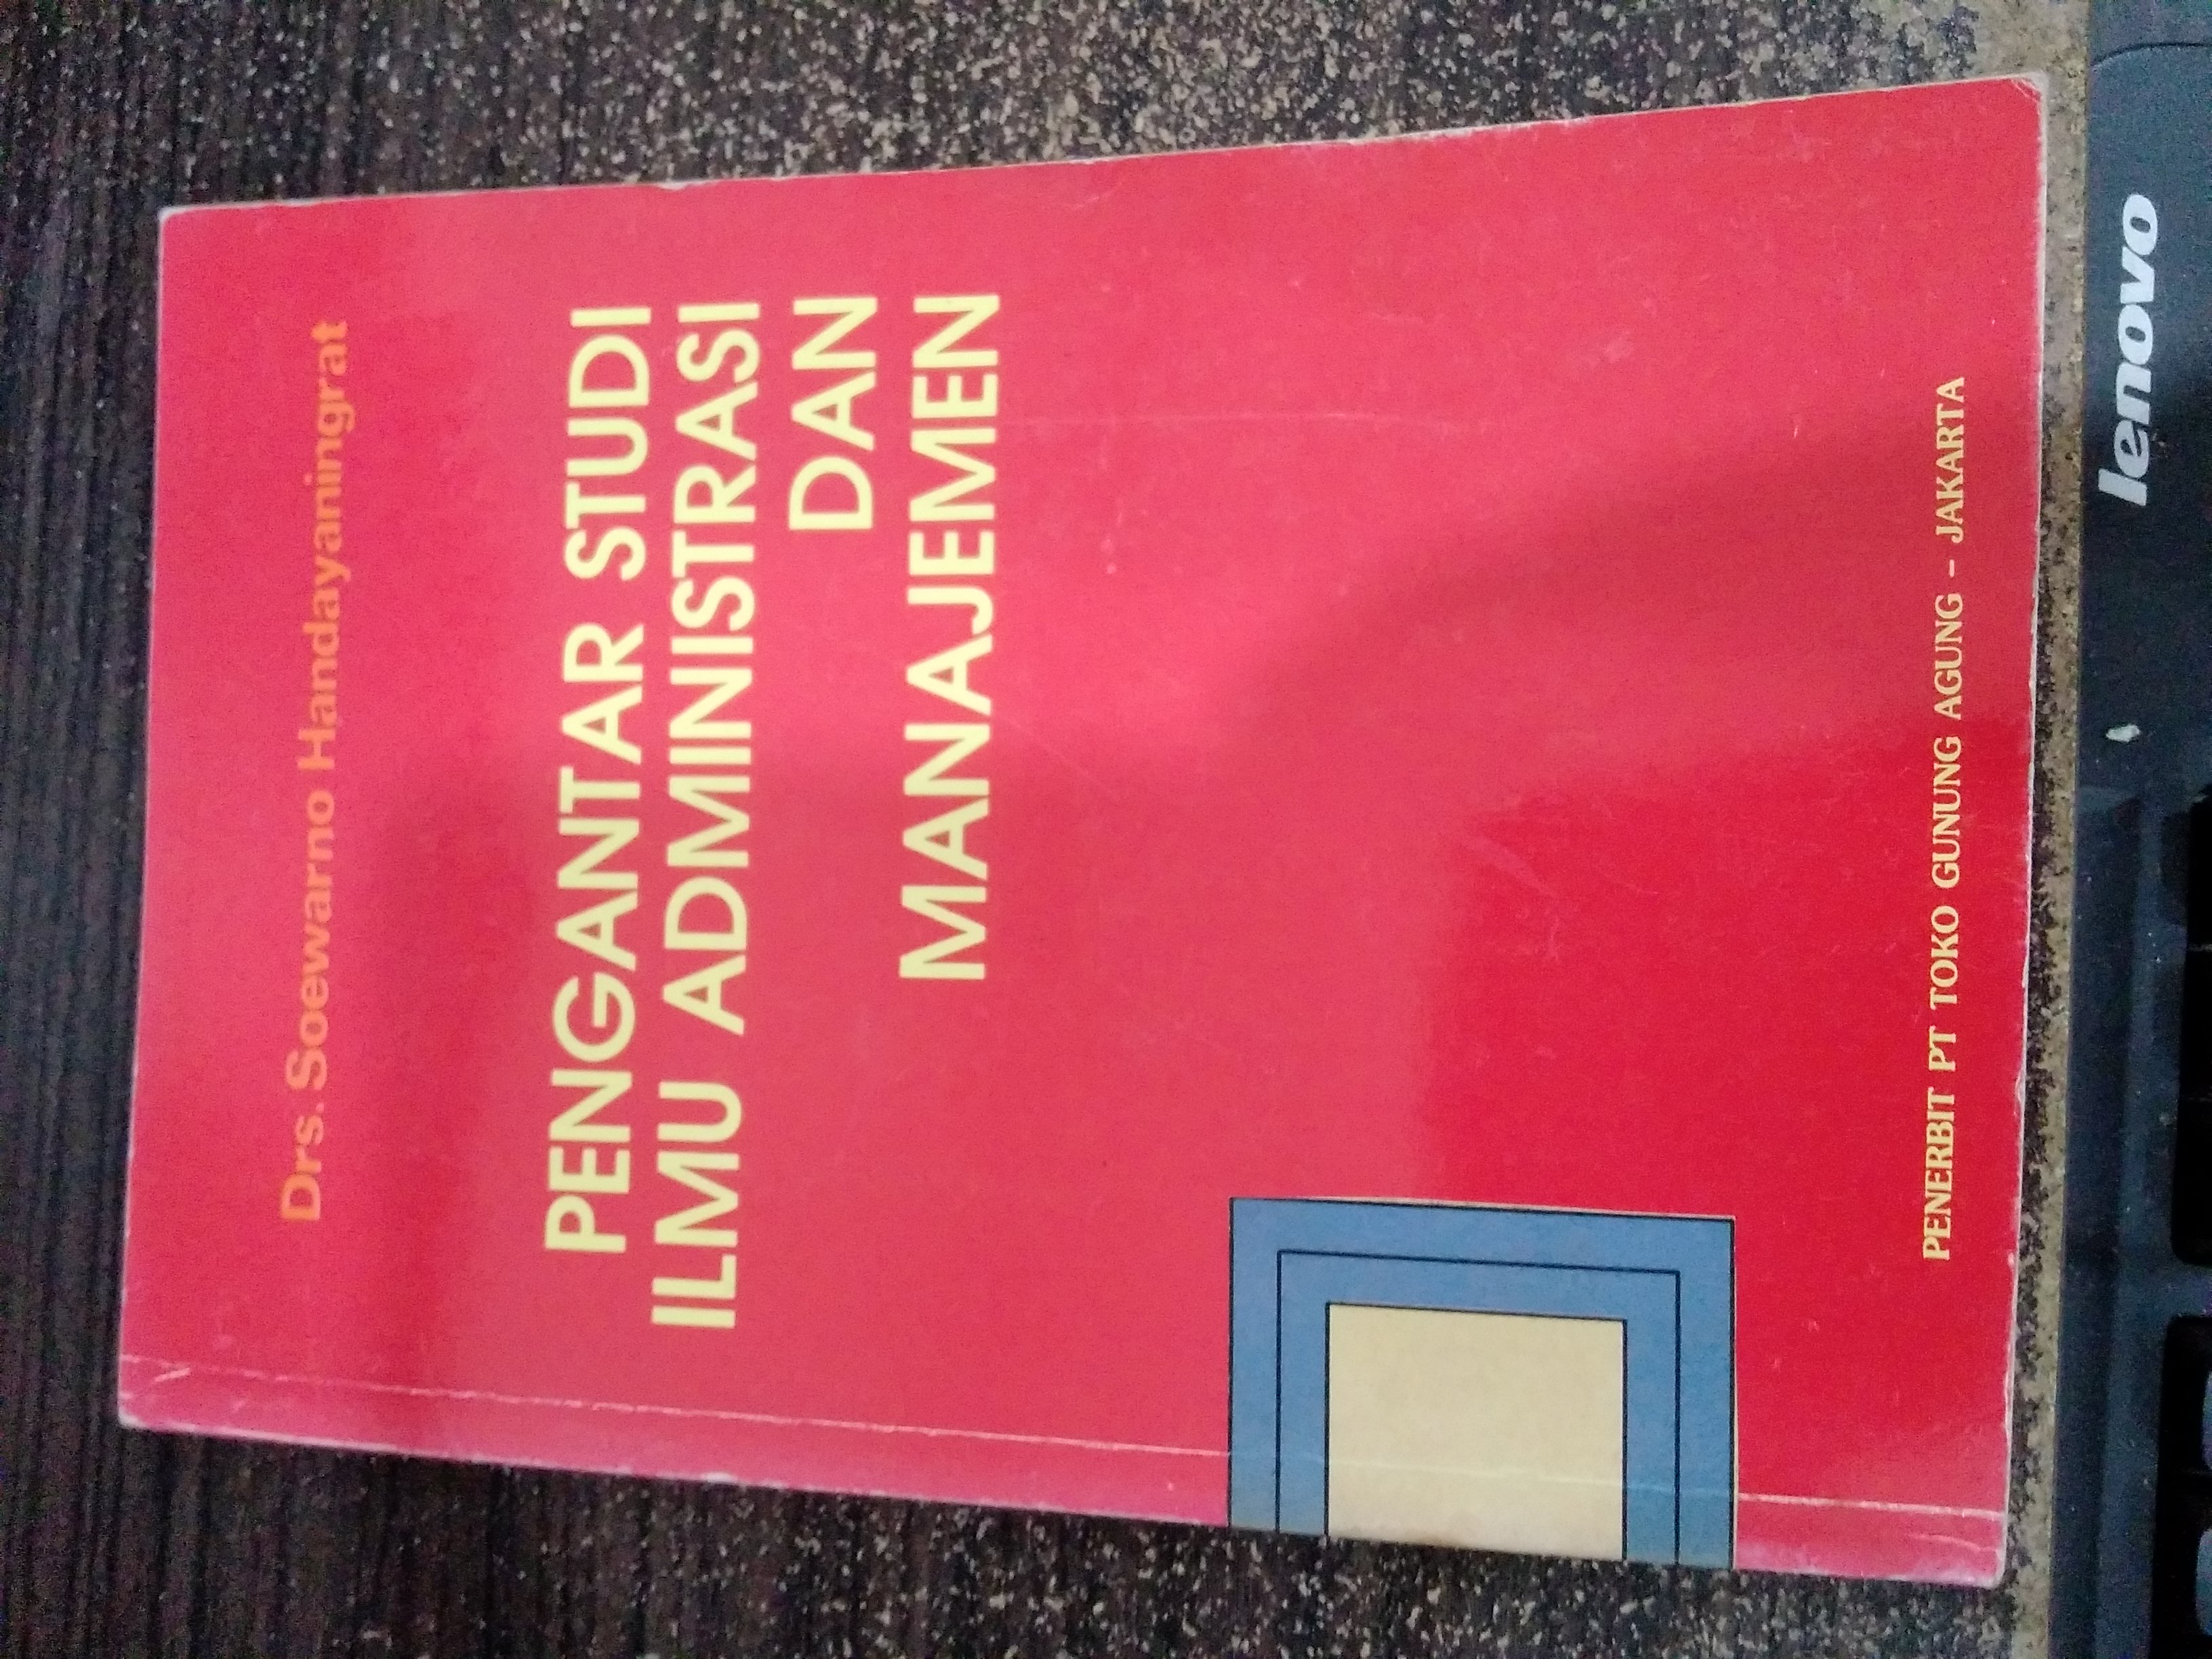 Drs. Soewarno Handayaningrat
PENGANTAR STUDI
ILMU ADMINISTRASI
DAN
MANAJEMEN
PENERBIT PT TOKO GUNUNG AGUNG – JAKARTA
lenovo